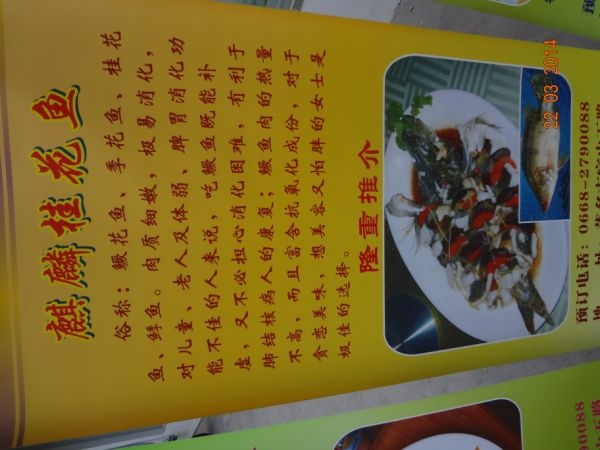 麒麟桂花鱼
俗称：鳜花鱼、季花鱼、桂花
鱼、鲜鱼。肉质细嫩，极易消化，
对儿童、老人及体弱、脾胃消化功
能不佳的人来说，吃鳜鱼既能补
虚，又不必担心消化困难，有利于
肺结核病人的康复；鳜鱼肉的热量
不高，而且富含抗氧化成份，对于
贪恋美味，想美容又怕胖的女士是
极佳的选择。
隆重推介
预订电话：0668-2790088
22 03 2014
90088